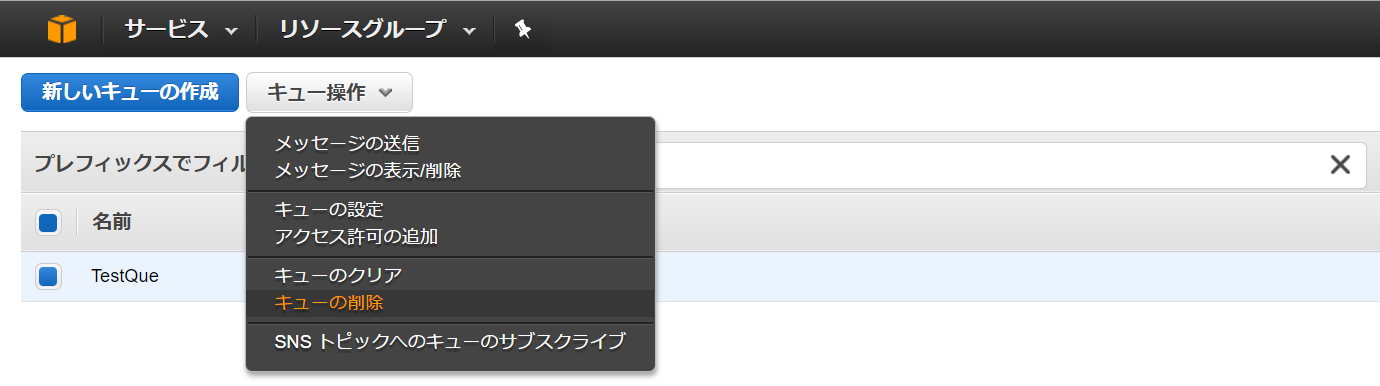 サービス リソースグループ
新しいキューの作成 キュー操作
メッセージの送信
メッセージの表示/削除
プレフィックスでフィル
キューの設定
名前
アクセス許可の追加
キューのクリア
TestQue
キューの削除
SNS トピックへのキューのサブスクライブ